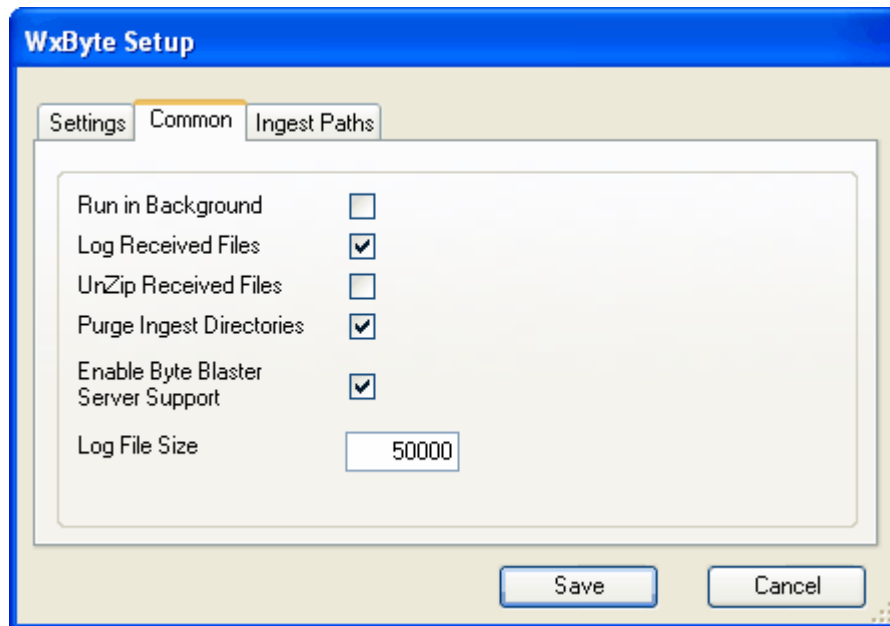 WxByte Setup
Settings Common Ingest Paths
Run in Background
Log Received Files
UnZip Received Files
Purge Ingest Directories
Enable Byte Blaster
Server Support
Log File Size 50000
Save Cancel